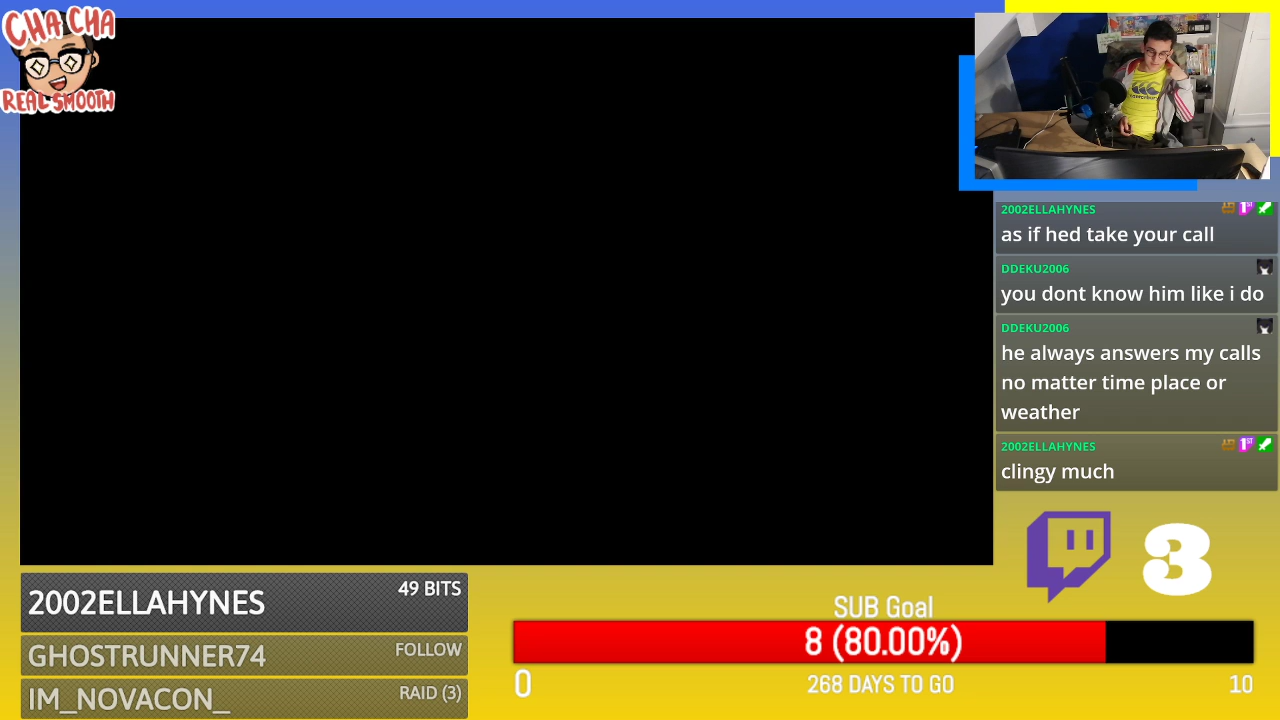 CHA CHA
REAL SMOOTH
2002ELLAHYNES
as if hed take your call
DDEKU2006
you dont know him like i do
DDEKU2006
he always answers my calls
no matter time place or
weather
2002ELLAHYNES
clingy much
3
2002ELLAHYNES 49 BITS
GHOSTRUNNER74 FOLLOW
IM_NOVACON_ RAID (3)
SUB Goal
8 (80.00%)
0 268 DAYS TO GO 10